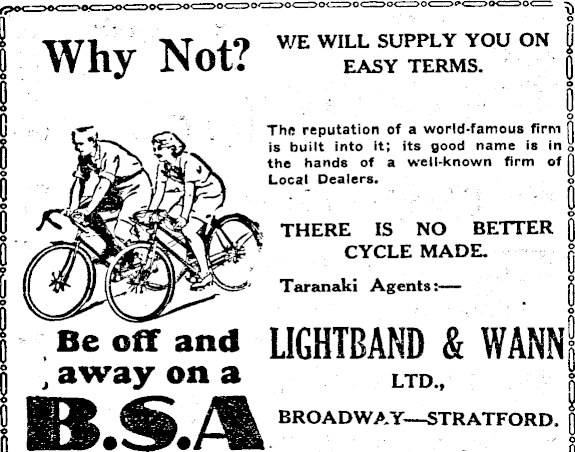 Why Not?
Be off and
away on a
B.S.A
WE WILL SUPPLY YOU ON
EASY TERMS.
The reputation of a world-famous firm
is built into it; its good name is in
the hands of a well-known firm of
Local Dealers.
THERE IS NO BETTER
CYCLE MADE.
Taranaki Agents:—
LIGHTBAND & WANN
LTD.,
BROADWAY—STRATFORD.